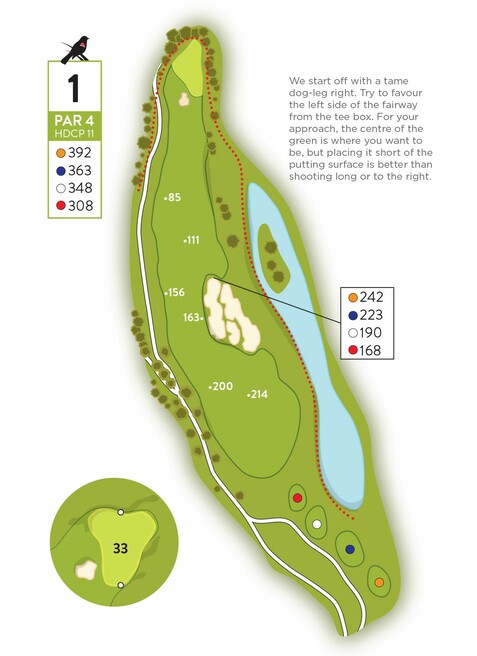 1
PAR 4
HDCP 11
392
363
348
308
We start off with a tame
dog-leg right. Try to favour
the left side of the fairway
from the tee box. For your
approach, the centre of the
green is where you want to
be, but placing it short of the
putting surface is better than
shooting long or to the right.
85
111
156
163
200
214
242
223
190
168
33